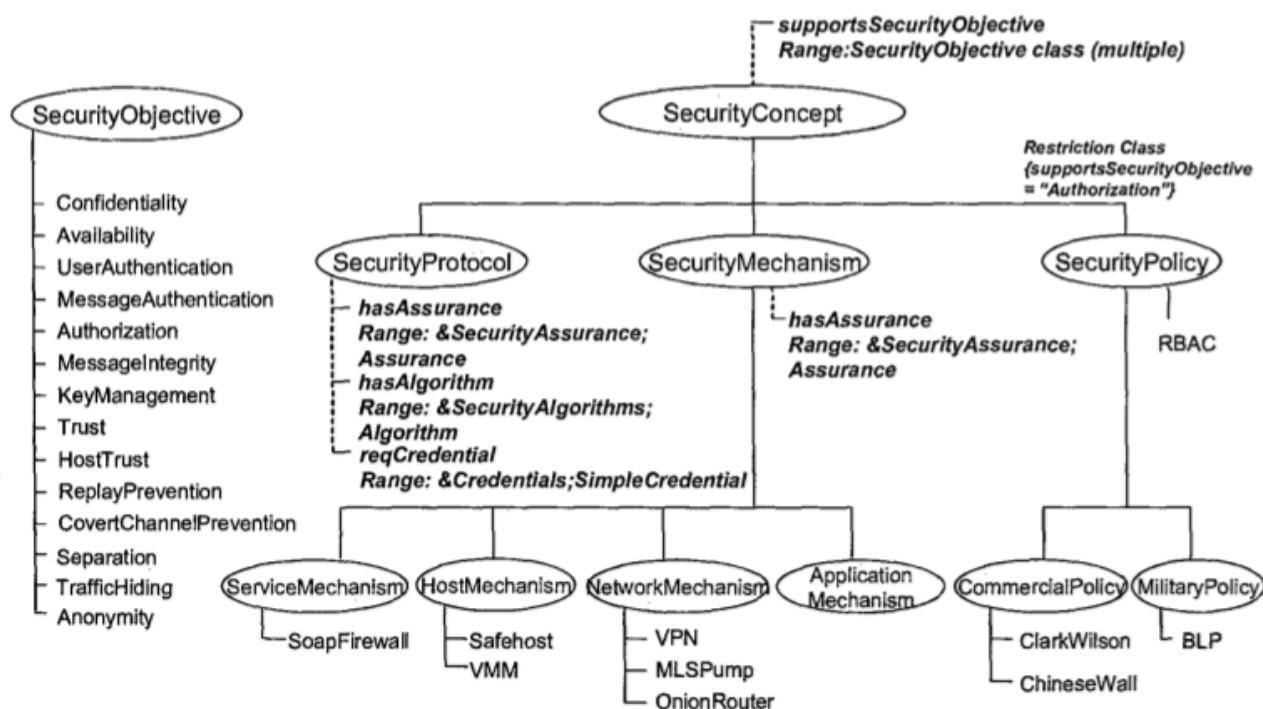 supportsSecurityObjective
Range:SecurityObjective class (multiple)
SecurityObjective
SecurityConcept
Restriction Class
{supportsSecurityObjective
= "Authorization"}
Confidentiality
Availability
UserAuthentication
MessageAuthentication
Authorization
MessageIntegrity
KeyManagement
Trust
HostTrust
ReplayPrevention
CovertChannelPrevention
Separation
TrafficHiding
Anonymity
SecurityProtocol
hasAssurance
Range: &SecurityAssurance;
Assurance
hasAlgorithm
Range: &SecurityAlgorithms;
Algorithm
reqCredential
Range: &Credentials;SimpleCredential
SecurityMechanism
hasAssurance
Range: &SecurityAssurance;
Assurance
SecurityPolicy
RBAC
ServiceMechanism
SoapFirewall
HostMechanism
Safehost
VMM
NetworkMechanism
VPN
MLSPump
OnionRouter
Application
Mechanism
CommercialPolicy
ClarkWilson
ChineseWall
MilitaryPolicy
BLP